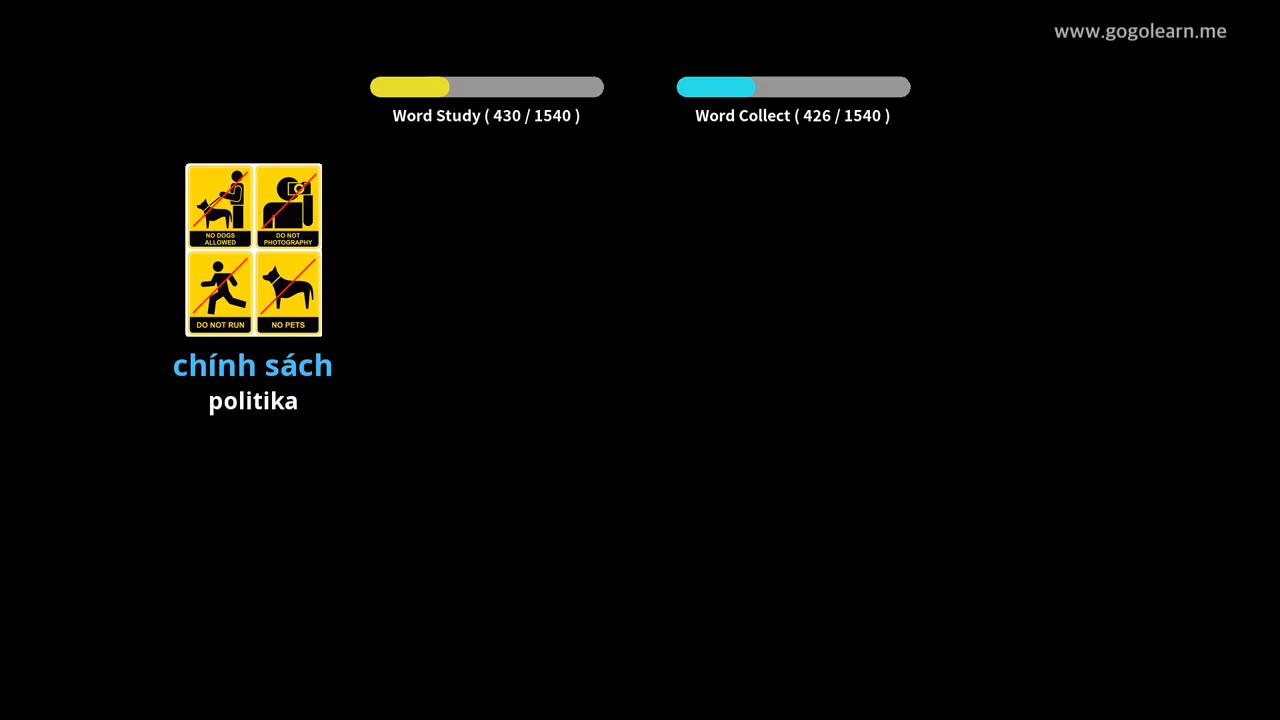 www.gogolearn.me
Word Study ( 430 / 1540 )
Word Collect ( 426 / 1540 )
NO DOGS
ALLOWED
DO NOT
PHOTOGRAPHY
DO NOT RUN
NO PETS
chính sách
politika